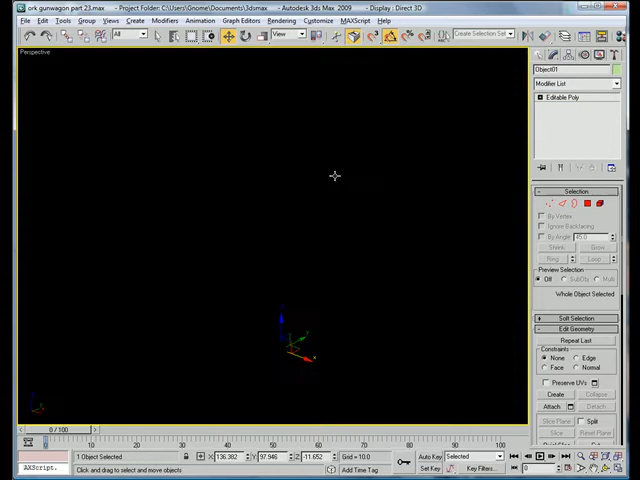 ork gunwagon part 23.max - Project Folder: C:\Users\Gnome\Documents\3dsmax - Autodesk 3ds Max 2009 - Display : Direct 3D
Edit Tools Group Views Create Modifiers Animation Graph Editors Rendering Customize MAXScript Help
All View Create Selection Set
Perspective
Object01
Modifier List
Editable Poly
Selection
By Vertex
Ignore Backfacing
By Angle: 45.0
Shrink Grow
Ring Loop
Preview Selection
Off SubObj Multi
Whole Object Selected
Soft Selection
Edit Geometry
Repeat Last
Constraints
None Edge
Face Normal
Preserve UVs
Create Collapse
Attach Detach
Slice Plane Split
Slice Reset Plane
x
y
0 / 100
0 10 20 30 40 50 60 70 80 90 100
1 Object Selected X: 136.382 Y: 97.946 Z: -11.652 Grid = 10.0 Auto Key Selected
AXScript. Click and drag to select and move objects Add Time Tag Set Key Key Filters... 0